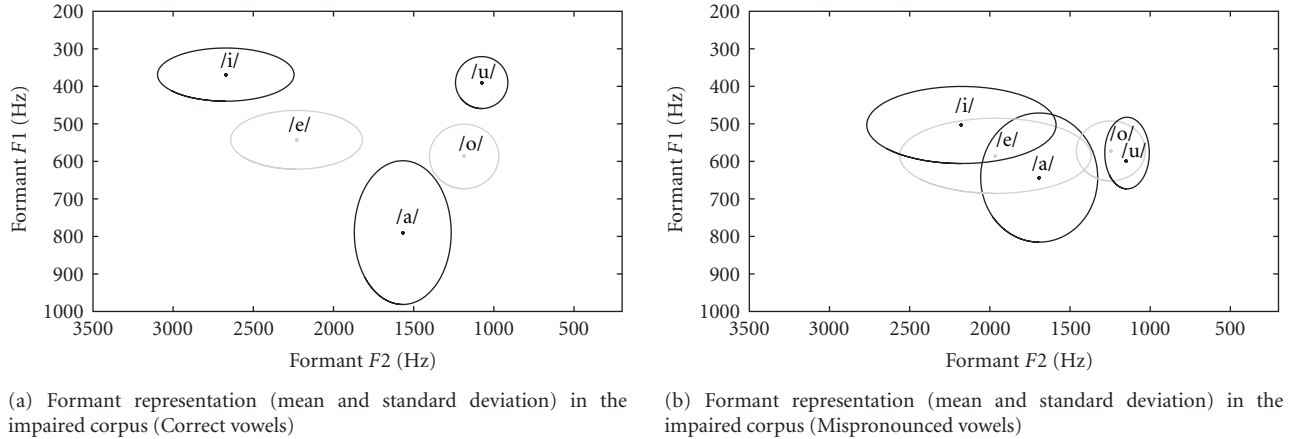 200
300
400
500
600
700
800
900
1000
Formant F1 (Hz)
/i/
/u/
/e/
/o/
/a/
3500 3000 2500 2000 1500 1000 500
Formant F2 (Hz)
(a) Formant representation (mean and standard deviation) in the
impaired corpus (Correct vowels)
200
300
400
500
600
700
800
900
1000
Formant F1 (Hz)
/i/
/e/
/o/
/u/
/a/
3500 3000 2500 2000 1500 1000 500
Formant F2 (Hz)
(b) Formant representation (mean and standard deviation) in the
impaired corpus (Mispronounced vowels)